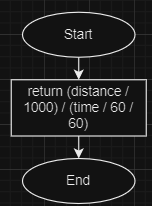 Start
return (distance /
1000) / (time / 60 /
60)
End